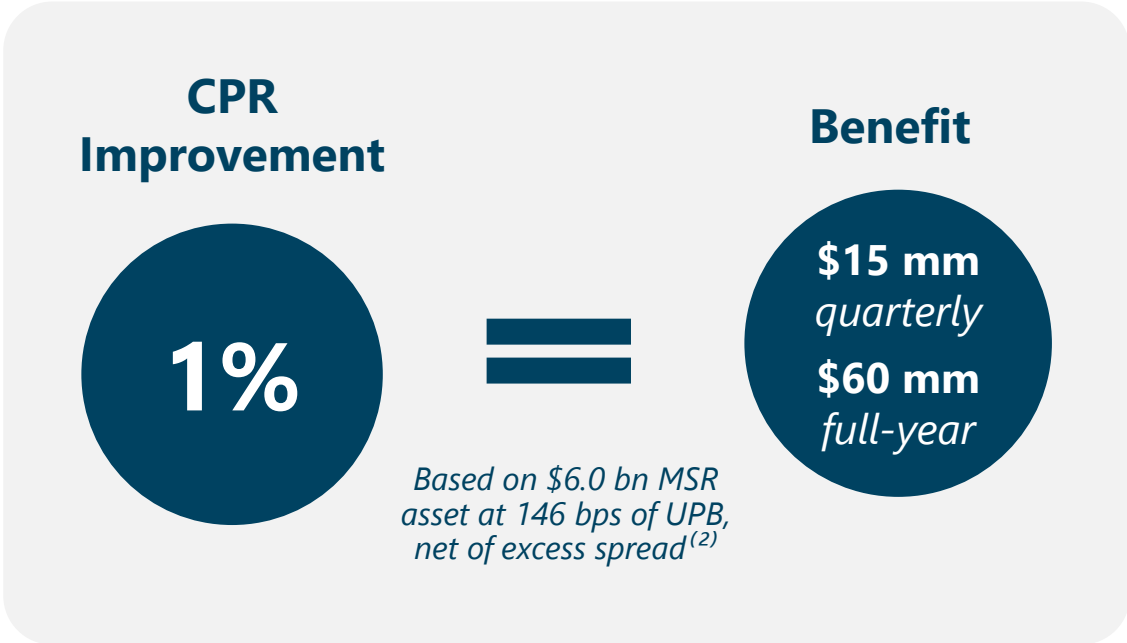 CPR
Improvement
1%
Based on $6.0 bn MSR
asset at 146 bps of UPB,
net of excess spread⁽²⁾
Benefit
$15 mm
quarterly
$60 mm
full-year